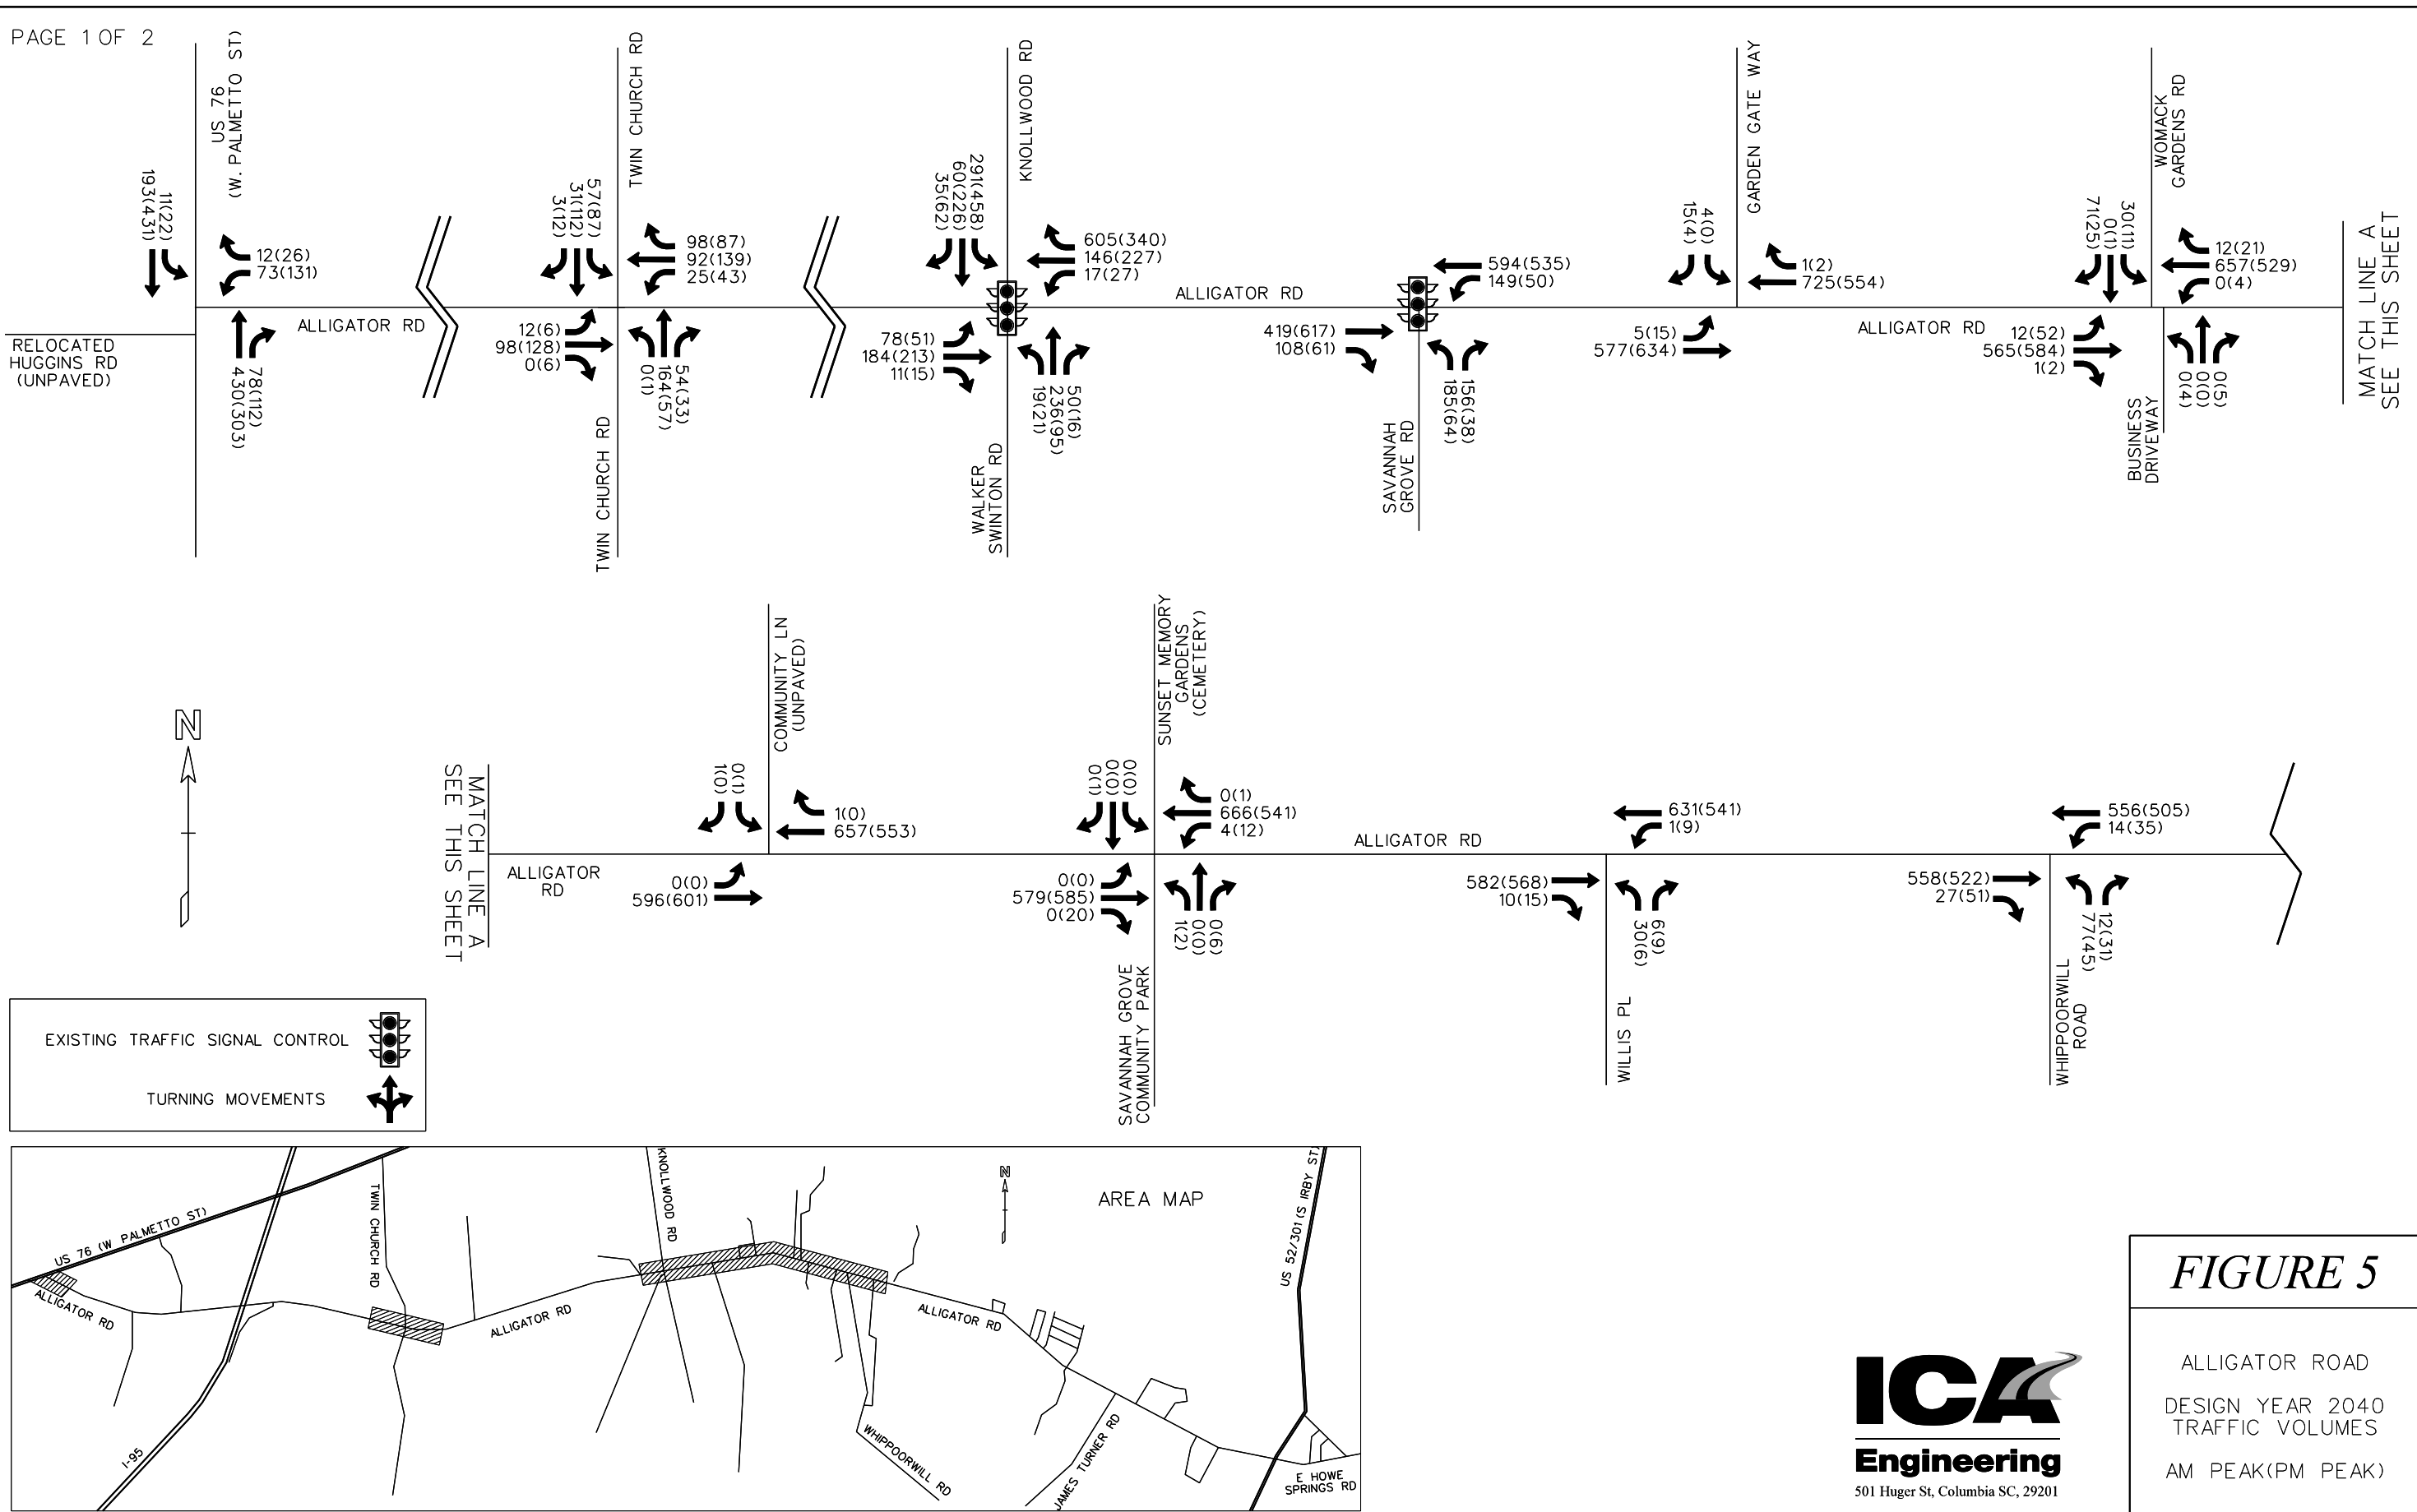 PAGE 1 OF 2
US 76
(W. PALMETTO ST)
193(431)
11(22)
12(26)
73(131)
ALLIGATOR RD
RELOCATED
HUGGINS RD
(UNPAVED)
430(303)
78(112)
TWIN CHURCH RD
3(12)
31(112)
57(87)
98(87)
92(139)
25(43)
12(6)
98(128)
0(6)
0(1)
164(57)
54(33)
TWIN CHURCH RD
KNOLLWOOD RD
35(62)
60(226)
291(458)
605(340)
146(227)
17(27)
78(51)
184(213)
11(15)
19(21)
236(95)
50(16)
WALKER
SWINTON RD
ALLIGATOR RD
594(535)
149(50)
419(617)
108(61)
185(64)
156(38)
SAVANNAH
GROVE RD
GARDEN GATE WAY
15(4)
4(0)
1(2)
725(554)
5(15)
577(634)
ALLIGATOR RD
WOMACK
GARDENS RD
71(25)
0(1)
30(11)
12(21)
657(529)
0(4)
12(52)
565(584)
1(2)
0(4)
0(0)
0(5)
BUSINESS
DRIVEWAY
MATCH LINE A
SEE THIS SHEET
N
MATCH LINE A
SEE THIS SHEET
COMMUNITY LN
(UNPAVED)
1(0)
0(1)
1(0)
657(553)
ALLIGATOR
RD
0(0)
596(601)
SUNSET MEMORY
GARDENS
(CEMETERY)
0(1)
0(0)
0(0)
0(1)
666(541)
4(12)
0(0)
579(585)
0(20)
1(2)
0(0)
0(6)
SAVANNAH GROVE
COMMUNITY PARK
ALLIGATOR RD
631(541)
1(9)
582(568)
10(15)
30(6)
6(9)
WILLIS PL
556(505)
14(35)
558(522)
27(51)
77(45)
12(31)
WHIPPOORWILL
ROAD
EXISTING TRAFFIC SIGNAL CONTROL
TURNING MOVEMENTS
AREA MAP
N
US 76 (W PALMETTO ST)
ALLIGATOR RD
I-95
TWIN CHURCH RD
ALLIGATOR RD
KNOLLWOOD RD
ALLIGATOR RD
WHIPPOORWILL RD
JAMES TURNER RD
US 52/301 (S IRBY ST)
E HOWE
SPRINGS RD
ICA
Engineering
501 Huger St, Columbia SC, 29201
FIGURE 5
ALLIGATOR ROAD
DESIGN YEAR 2040
TRAFFIC VOLUMES
AM PEAK(PM PEAK)